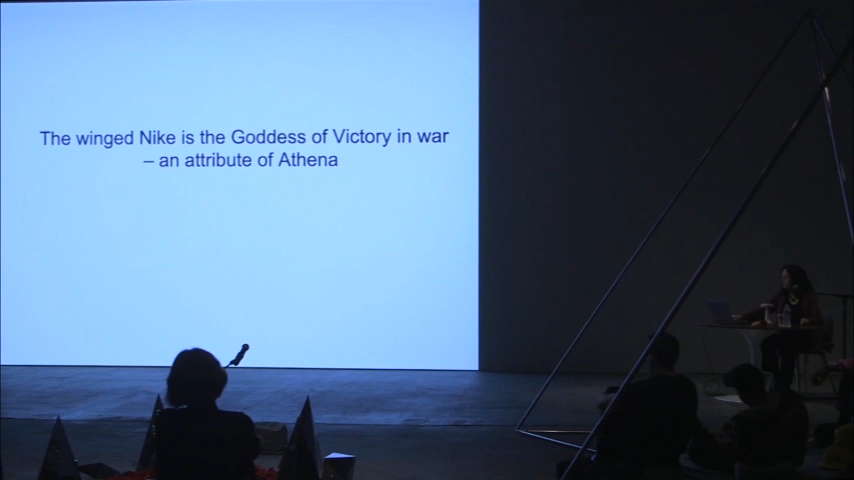 The winged Nike is the Goddess of Victory in war
– an attribute of Athena